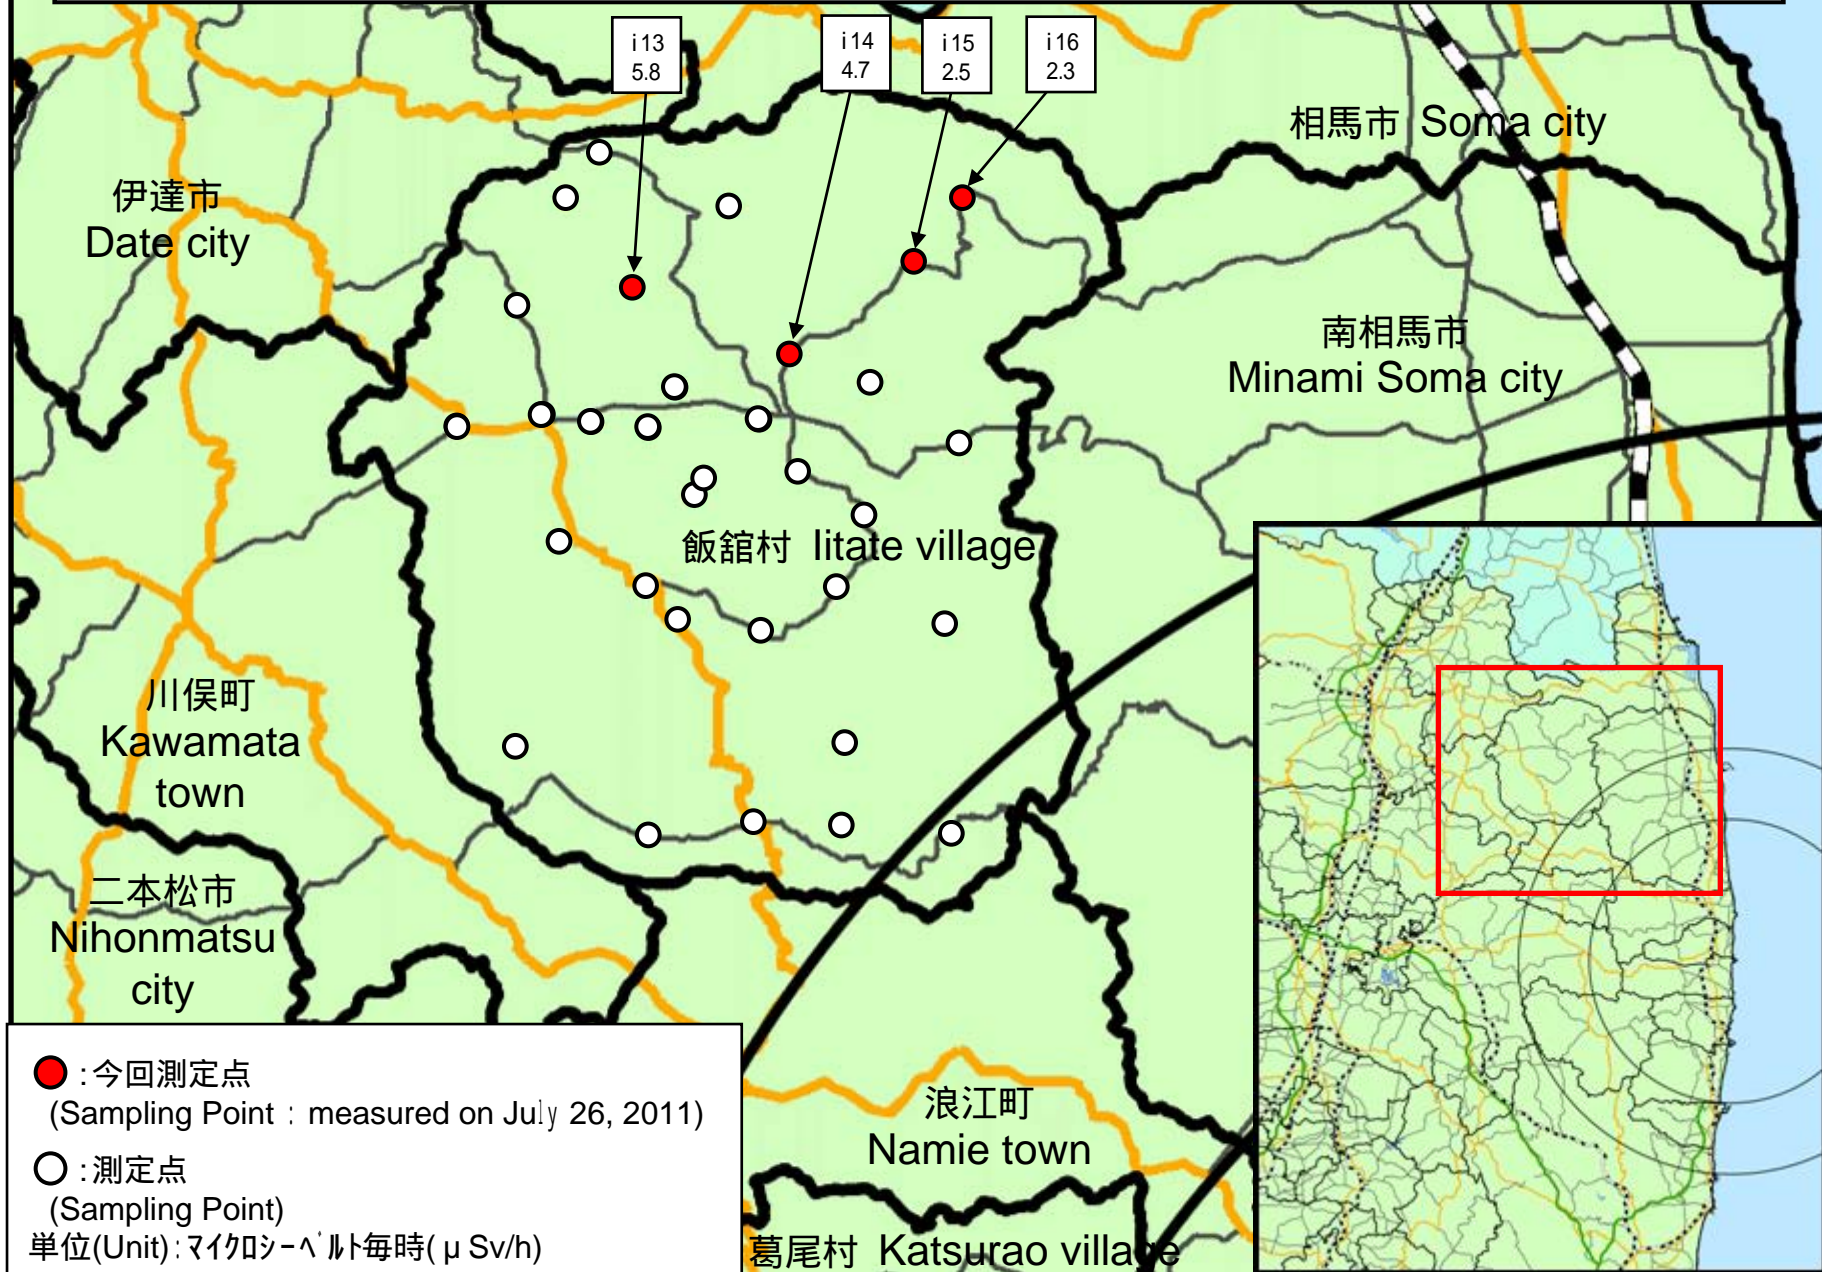 i13
5.8
i14
4.7
i15
2.5
i16
2.3
相馬市 Soma city
伊達市
Date city
南相馬市
Minami Soma city
飯舘村 Iitate village
川俣町
Kawamata
town
二本松市
Nihonmatsu
city
浪江町
Namie town
葛尾村 Katsurao village
:今回測定点
(Sampling Point : measured on July 26, 2011)
:測定点
(Sampling Point)
単位(Unit):マイクロシーベルト毎時(μSv/h)